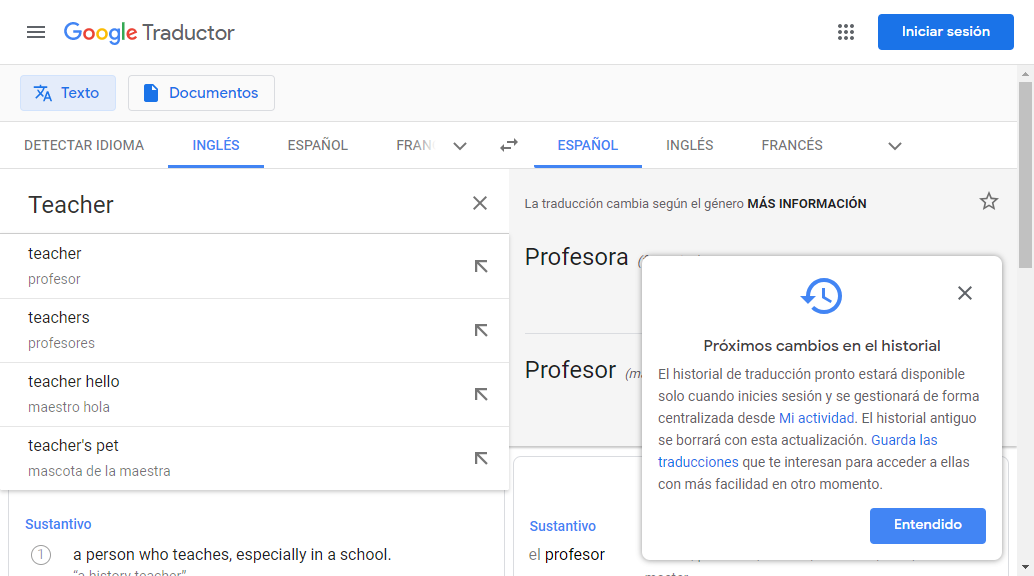 Google Traductor
Iniciar sesión
Texto
Documentos
DETECTAR IDIOMA INGLÉS ESPAÑOL FRAN
ESPAÑOL INGLÉS FRANCÉS
Teacher
teacher
profesor
teachers
profesores
teacher hello
maestro hola
teacher's pet
mascota de la maestra
Sustantivo
1 a person who teaches, especially in a school.
“a history teacher”
La traducción cambia según el género MÁS INFORMACIÓN
Profesora
Profesor
Sustantivo
el profesor
Próximos cambios en el historial
El historial de traducción pronto estará disponible
solo cuando inicies sesión y se gestionará de forma
centralizada desde Mi actividad. El historial antiguo
se borrará con esta actualización. Guarda las
traducciones que te interesan para acceder a ellas
con más facilidad en otro momento.
Entendido